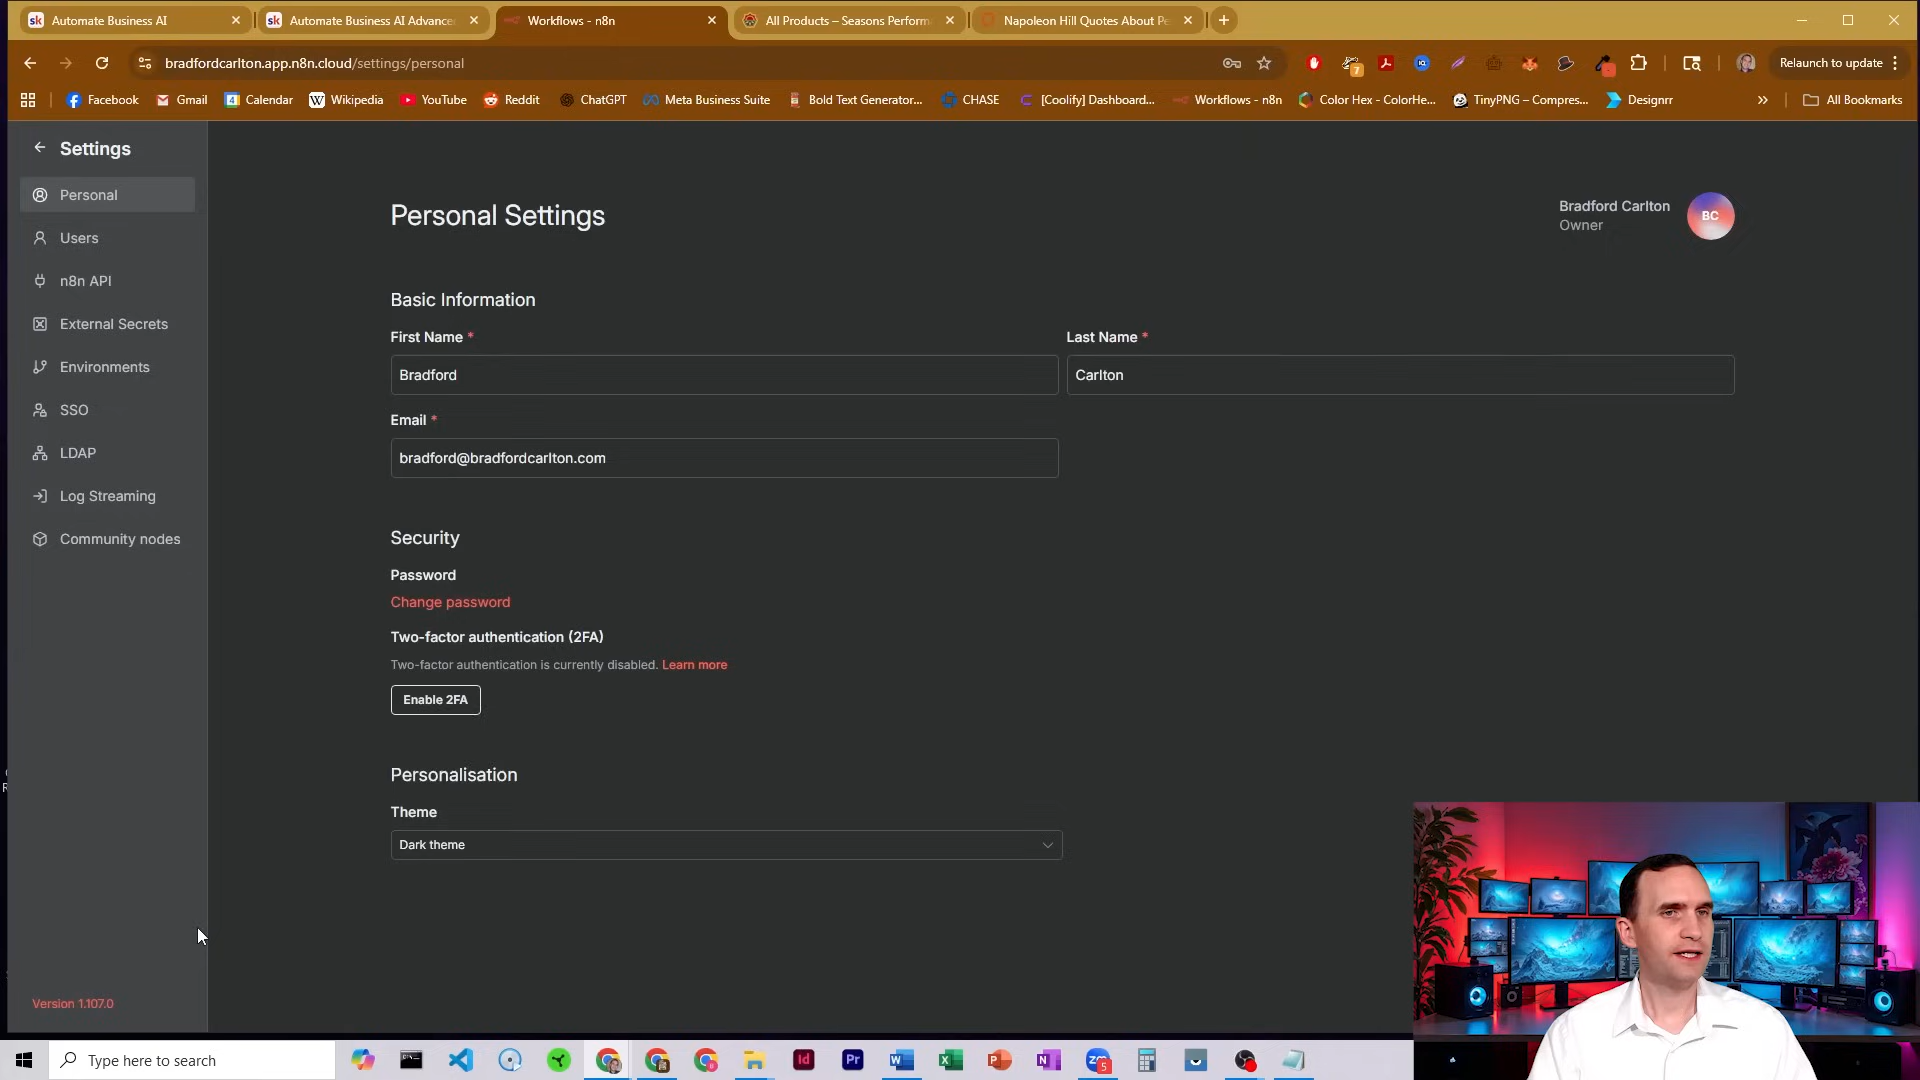 Automate Business AI
Automate Business AI Advance
Workflows - n8n
All Products – Seasons Perform
Napoleon Hill Quotes About Pe
bradfordcarlton.app.n8n.cloud/settings/personal
7
Relaunch to update
Facebook
Gmail
Calendar
Wikipedia
YouTube
Reddit
ChatGPT
Meta Business Suite
Bold Text Generator...
CHASE
[Coolify] Dashboard...
Workflows - n8n
Color Hex - ColorHe...
TinyPNG – Compres...
Designrr
All Bookmarks
Settings
Personal
Users
n8n API
External Secrets
Environments
SSO
LDAP
Log Streaming
Community nodes
Version 1.107.0
Personal Settings
Bradford Carlton
Owner
BC
Basic Information
First Name *
Last Name *
Bradford
Carlton
Email *
bradford@bradfordcarlton.com
Security
Password
Change password
Two-factor authentication (2FA)
Two-factor authentication is currently disabled. Learn more
Enable 2FA
Personalisation
Theme
Dark theme
Type here to search